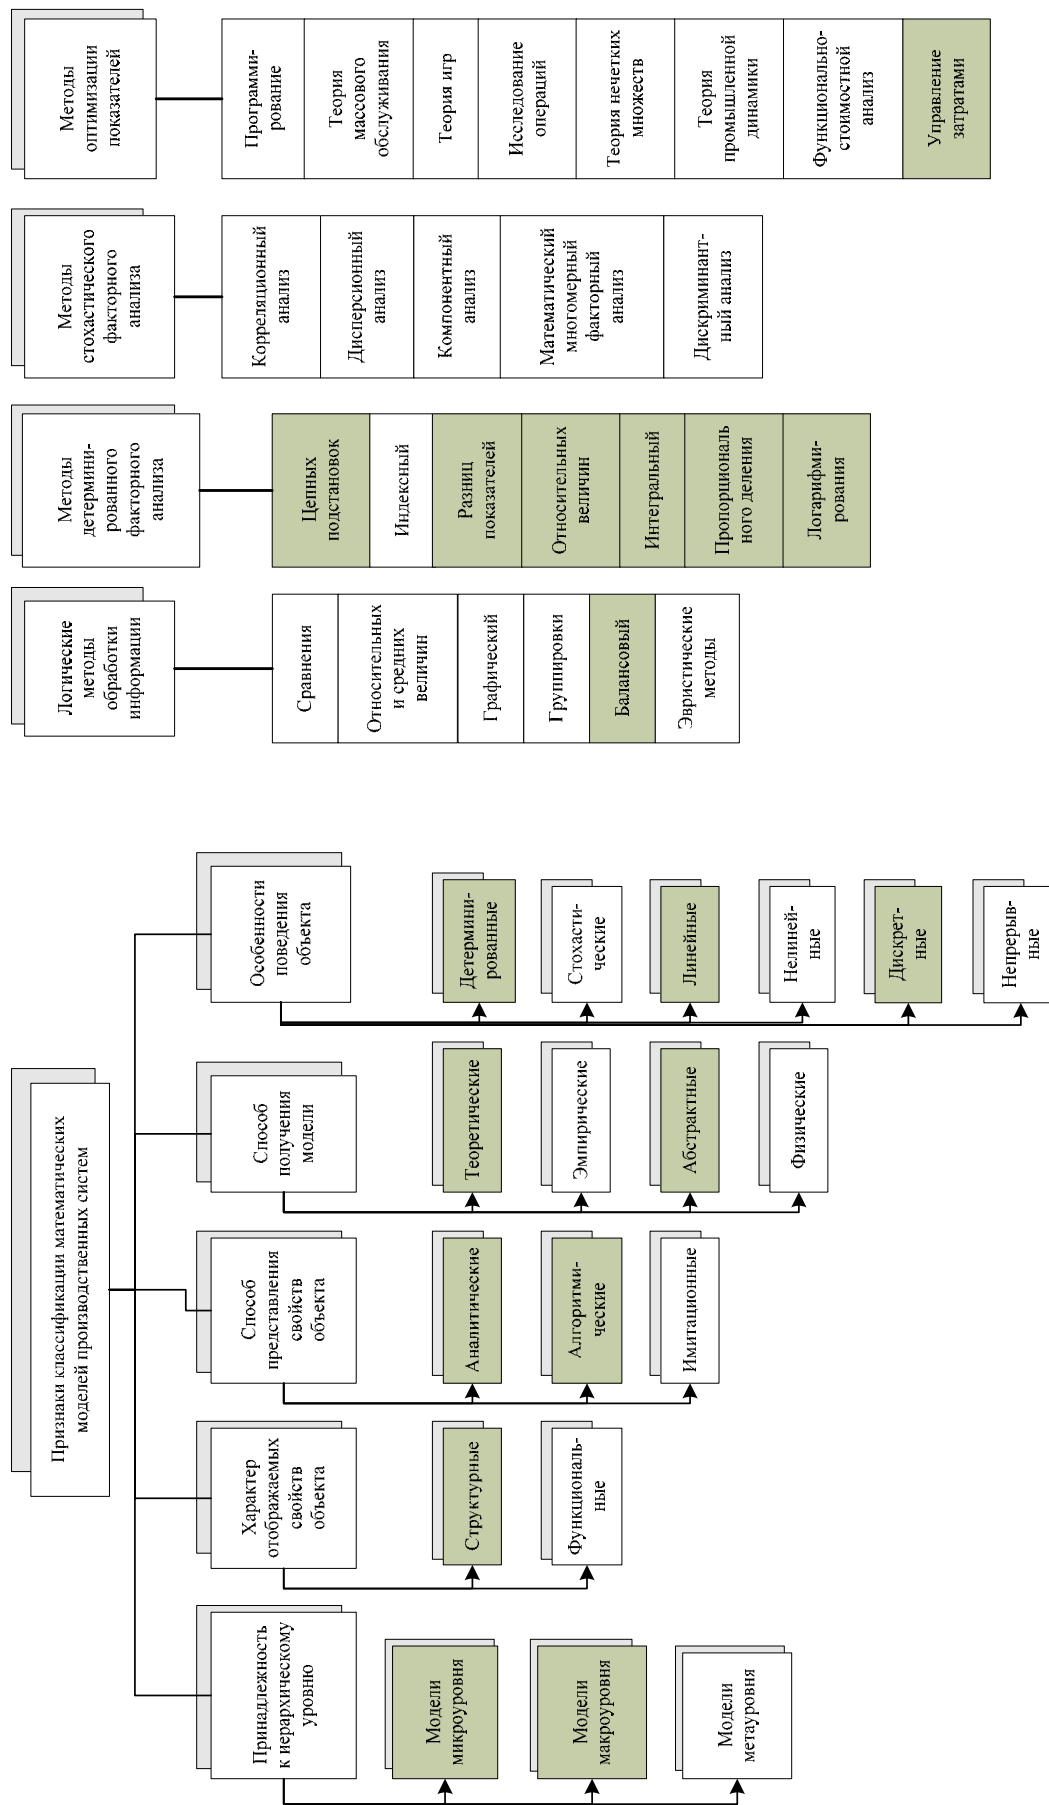 Признаки классификации математических
моделей производственных систем
Принадлежность
к иерархическому
уровню
Модели
микроуровня
Модели
макроуровня
Модели
метауровня
Характер
отображаемых
свойств
объекта
Структурные
Функциональ-
ные
Способ
представления
свойств
объекта
Аналитические
Алгоритми-
ческие
Имитационные
Способ
получения
модели
Теоретические
Эмпирические
Абстрактные
Физические
Особенности
поведения
объекта
Детермини-
рованные
Стохасти-
ческие
Линейные
Нелиней-
ные
Дискрет-
ные
Непрерыв-
ные
Логические
методы
обработки
информации
Сравнения
Относительных
и средних
величин
Графический
Группировки
Балансовый
Эвристические
методы
Методы
детермини-
рованного
факторного
анализа
Цепных
подстановок
Индексный
Разниц
показателей
Относительных
величин
Интегральный
Пропорциональ
ного деления
Логарифми-
рования
Методы
стохастического
факторного
анализа
Корреляционный
анализ
Дисперсионный
анализ
Компонентный
анализ
Математический
многомерный
факторный
анализ
Дискриминант-
ный анализ
Методы
оптимизации
показателей
Программи-
рование
Теория
массового
обслуживания
Теория игр
Исследование
операций
Теория нечетких
множеств
Теория
промышленной
динамики
Функционально-
стоимостной
анализ
Управление
затратами